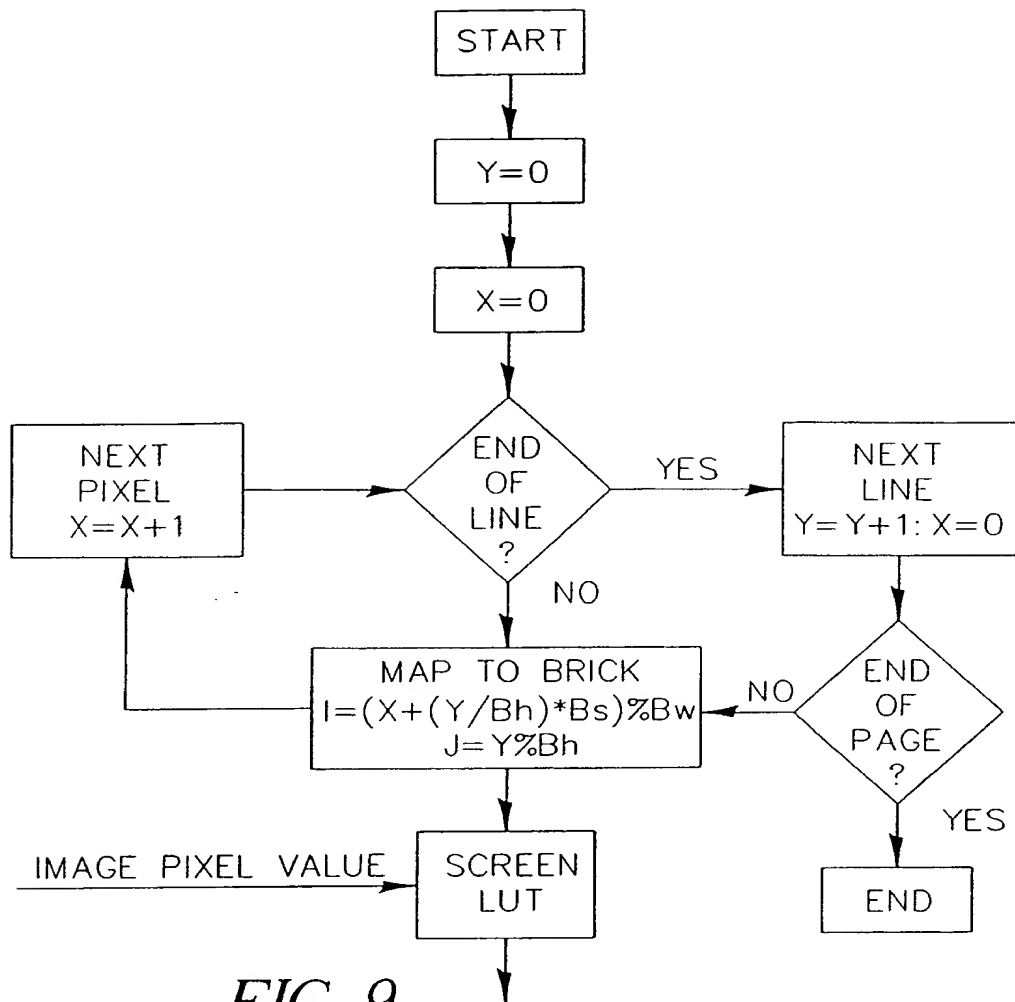 START
Y=0
X=0
END
OF
LINE
?
YES
NO
NEXT
PIXEL
X=X+1
NEXT
LINE
Y=Y+1: X=0
MAP TO BRICK
I=(X+(Y/Bh)*Bs)%Bw
J=Y%Bh
NO
END
OF
PAGE
?
YES
END
IMAGE PIXEL VALUE
SCREEN
LUT
FIG. 9